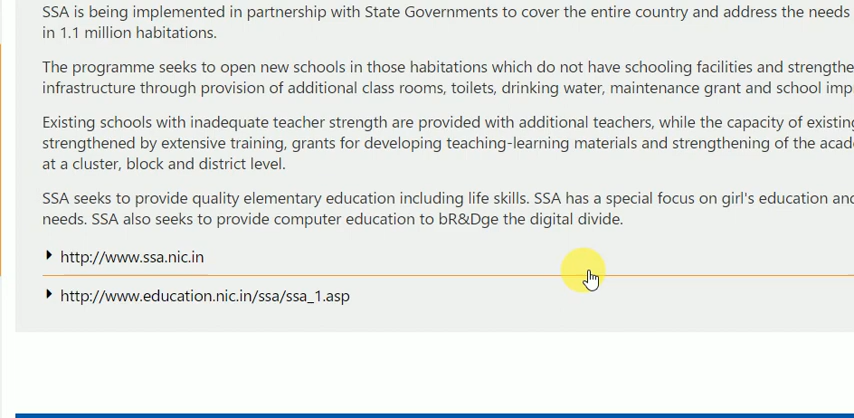 SSA is being implemented in partnership with State Governments to cover the entire country and address the needs
in 1.1 million habitations.
The programme seeks to open new schools in those habitations which do not have schooling facilities and strengthe
infrastructure through provision of additional class rooms, toilets, drinking water, maintenance grant and school imp
Existing schools with inadequate teacher strength are provided with additional teachers, while the capacity of existing
strengthened by extensive training, grants for developing teaching-learning materials and strengthening of the acad
at a cluster, block and district level.
SSA seeks to provide quality elementary education including life skills. SSA has a special focus on girl's education and
needs. SSA also seeks to provide computer education to bR&Dge the digital divide.
http://www.ssa.nic.in
http://www.education.nic.in/ssa/ssa_1.asp